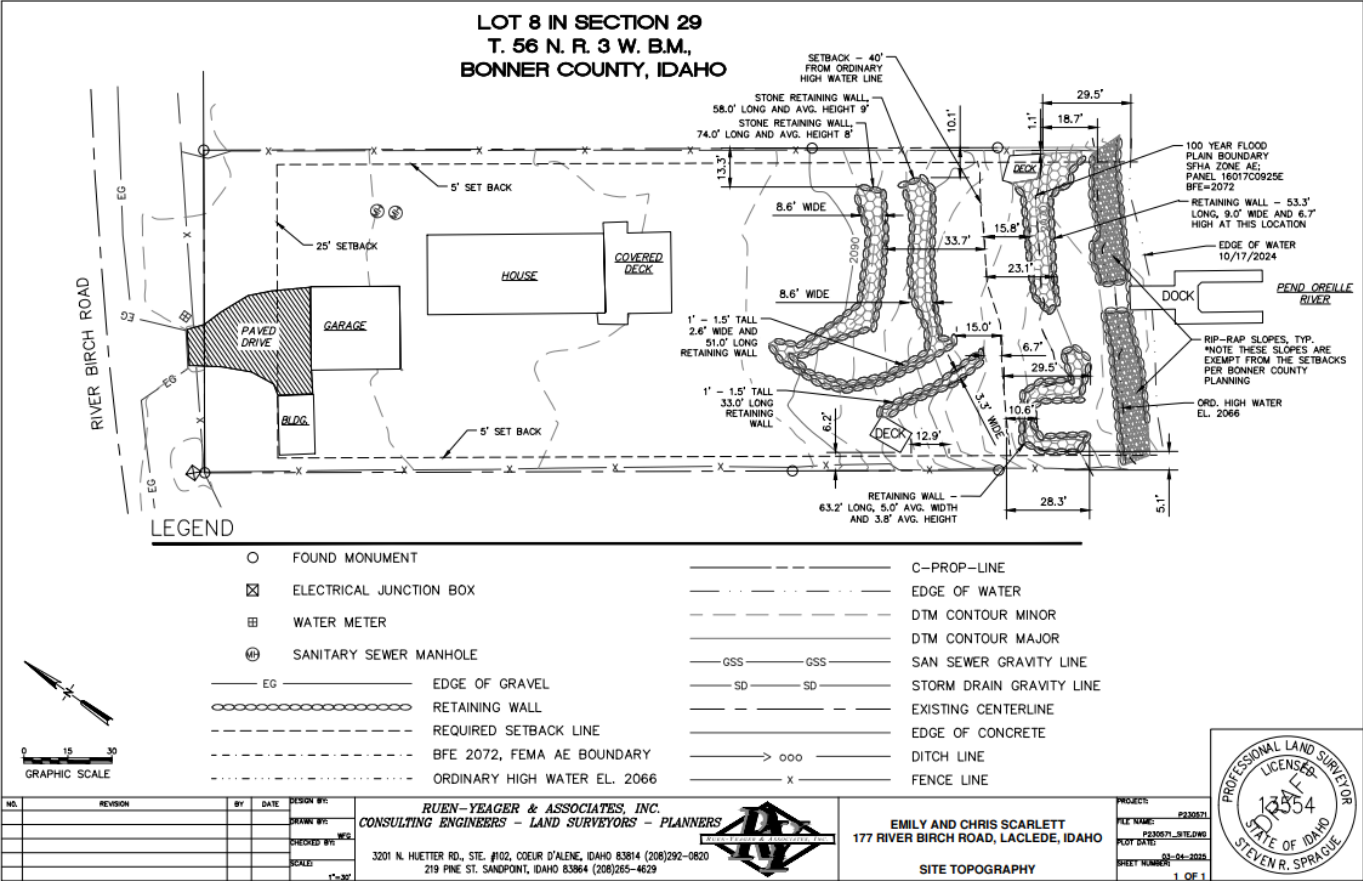 LOT 8 IN SECTION 29
T. 56 N. R. 3 W. B.M.,
BONNER COUNTY, IDAHO
SETBACK - 40'
FROM ORDINARY
HIGH WATER LINE
STONE RETAINING WALL,
58.0' LONG AND AVG. HEIGHT 9'
STONE RETAINING WALL,
74.0' LONG AND AVG. HEIGHT 8'
10.1'
1.1'
29.5'
18.7'
13.3'
100 YEAR FLOOD
PLAIN BOUNDARY
SFHA ZONE AE;
PANEL 16017C0925E
BFE=2072
RETAINING WALL - 53.3'
LONG, 9.0' WIDE AND 6.7'
HIGH AT THIS LOCATION
EDGE OF WATER
10/17/2024
DECK
5' SET BACK
25' SETBACK
MH
MH
8.6' WIDE
2090
33.7'
15.8'
23.1'
8.6' WIDE
HOUSE
COVERED
DECK
DOCK
PEND OREILLE
RIVER
RIVER BIRCH ROAD
EG
EG
EG
EG
PAVED
DRIVE
GARAGE
BLDG.
1' - 1.5' TALL
2.6' WIDE AND
51.0' LONG
RETAINING WALL
15.0'
6.7'
29.5'
RIP-RAP SLOPES, TYP.
*NOTE THESE SLOPES ARE
EXEMPT FROM THE SETBACKS
PER BONNER COUNTY
PLANNING
1' - 1.5' TALL
33.0' LONG
RETAINING
WALL
3.3' WIDE
10.6'
ORD. HIGH WATER
EL. 2066
6.2'
DECK
12.9'
5' SET BACK
RETAINING WALL -
63.2' LONG, 5.0' AVG. WIDTH
AND 3.8' AVG. HEIGHT
28.3'
5.1'
LEGEND
FOUND MONUMENT
ELECTRICAL JUNCTION BOX
WATER METER
MH SANITARY SEWER MANHOLE
EG EDGE OF GRAVEL
RETAINING WALL
REQUIRED SETBACK LINE
BFE 2072, FEMA AE BOUNDARY
ORDINARY HIGH WATER EL. 2066
C-PROP-LINE
EDGE OF WATER
DTM CONTOUR MINOR
DTM CONTOUR MAJOR
GSS GSS SAN SEWER GRAVITY LINE
SD SD STORM DRAIN GRAVITY LINE
EXISTING CENTERLINE
EDGE OF CONCRETE
DITCH LINE
X FENCE LINE
N
0 15 30
GRAPHIC SCALE
NO. REVISION BY DATE
DESIGN BY:
DRAWN BY:
WFG
CHECKED BY:
SCALE:
1"=30'
RUEN-YEAGER & ASSOCIATES, INC.
CONSULTING ENGINEERS - LAND SURVEYORS - PLANNERS
3201 N. HUETTER RD., STE. #102, COEUR D'ALENE, IDAHO 83814 (208)292-0820
219 PINE ST. SANDPOINT, IDAHO 83864 (208)265-4629
RUEN-YEAGER & ASSOCIATES, INC.
EMILY AND CHRIS SCARLETT
177 RIVER BIRCH ROAD, LACLEDE, IDAHO
SITE TOPOGRAPHY
PROJECT:
P230571
FILE NAME:
P230571_SITE.DWG
PLOT DATE:
03-04-2025
SHEET NUMBER:
1 OF 1
PROFESSIONAL LAND SURVEYOR
LICENSED
13554
DRAFT
STATE OF IDAHO
STEVEN R. SPRAGUE